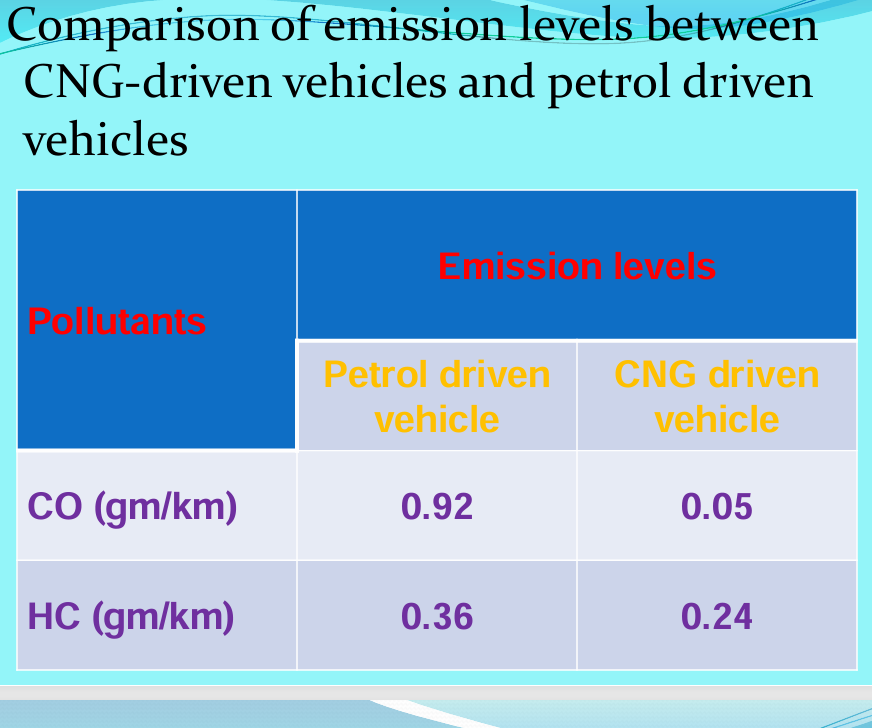 Comparison of emission levels between
CNG-driven vehicles and petrol driven
vehicles
Pollutants
Emission levels
Petrol driven
vehicle
CNG driven
vehicle
CO (gm/km)
0.92
0.05
HC (gm/km)
0.36
0.24